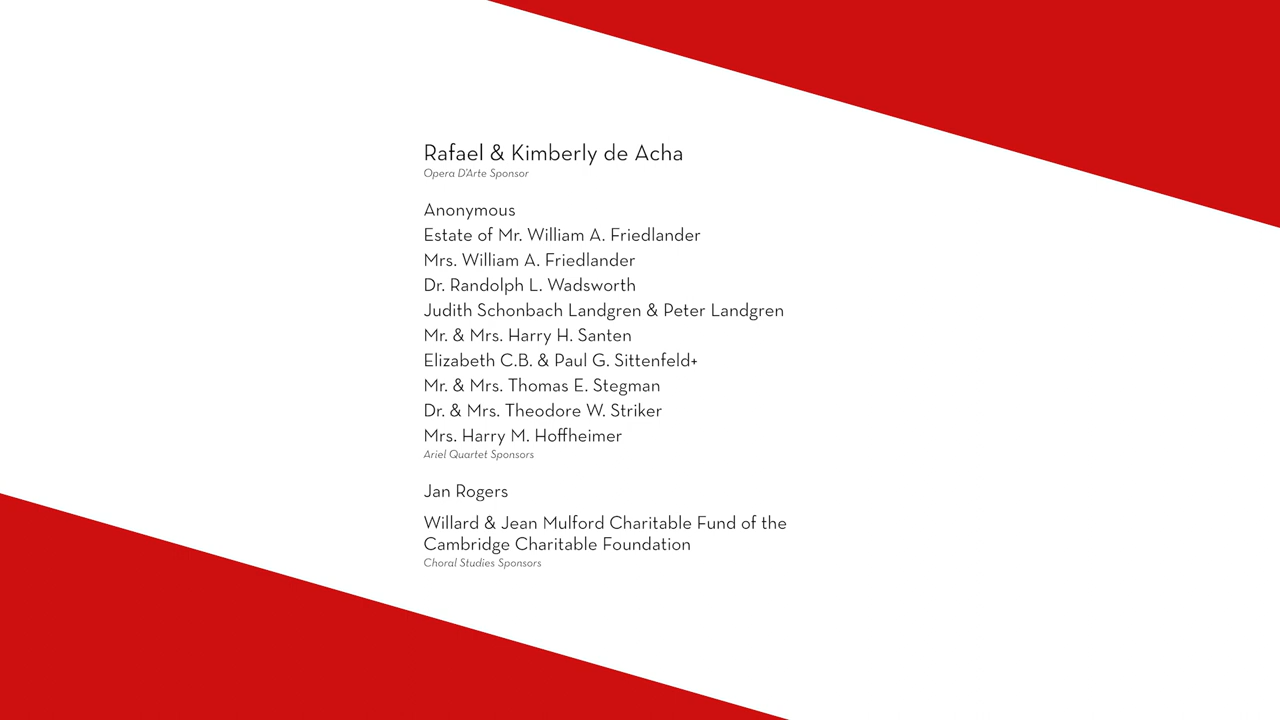 Rafael & Kimberly de Acha
Opera D'Arte Sponsor
Anonymous
Estate of Mr. William A. Friedlander
Mrs. William A. Friedlander
Dr. Randolph L. Wadsworth
Judith Schonbach Landgren & Peter Landgren
Mr. & Mrs. Harry H. Santen
Elizabeth C.B. & Paul G. Sittenfeld+
Mr. & Mrs. Thomas E. Stegman
Dr. & Mrs. Theodore W. Striker
Mrs. Harry M. Hoffheimer
Ariel Quartet Sponsors
Jan Rogers
Willard & Jean Mulford Charitable Fund of the
Cambridge Charitable Foundation
Choral Studies Sponsors